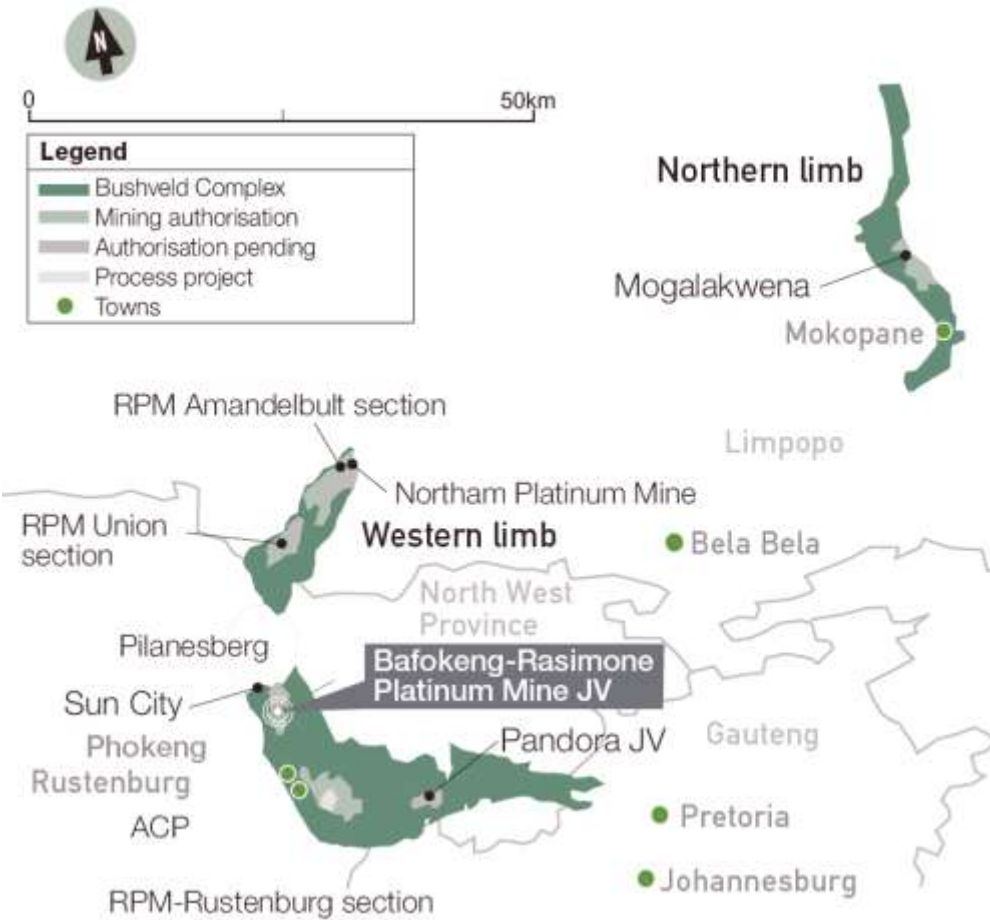 N
0 50km
Legend
Bushveld Complex
Mining authorisation
Authorisation pending
Process project
Towns
Northern limb
Mogalakwena
Mokopane
RPM Amandelbult section
Limpopo
Northam Platinum Mine
RPM Union
section
Western limb
Bela Bela
North West
Province
Pilanesberg
Bafokeng-Rasimone
Platinum Mine JV
Sun City
Pandora JV
Gauteng
Phokeng
Rustenburg
ACP
Pretoria
Johannesburg
RPM-Rustenburg section